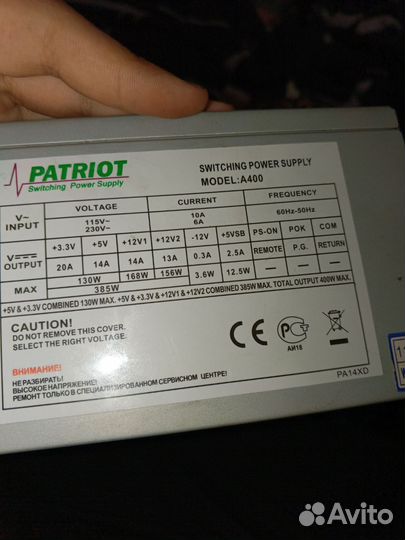 PATRIOT
Switching Power Supply
SWITCHING POWER SUPPLY
MODEL:A400
V~ INPUT VOLTAGE CURRENT FREQUENCY
115V~ 10A 60Hz-50Hz
230V~ 6A
V OUTPUT +3.3V +5V +12V1 +12V2 -12V +5VSB PS-ON POK COM
20A 14A 14A 13A 0.3A 2.5A REMOTE P.G. RETURN
MAX 130W 168W 156W 3.6W 12.5W — — —
385W
+5V &+3.3V COMBINED 130W MAX. +5V & +3.3V & +12V1 & +12V2 COMBINED 385W MAX. TOTAL OUTPUT 400W MAX.
CAUTION!
DO NOT REMOVE THIS COVER.
SELECT THE RIGHT VOLTAGE.
CE
АИ18
ВНИМАНИЕ!
НЕ РАЗБИРАТЬ!
ВЫСОКОЕ НАПРЯЖЕНИЕ!
РЕМОНТ ТОЛЬКО В СПЕЦИАЛИЗИРОВАННОМ СЕРВИСНОМ ЦЕНТРЕ!
PA14XD
Avito